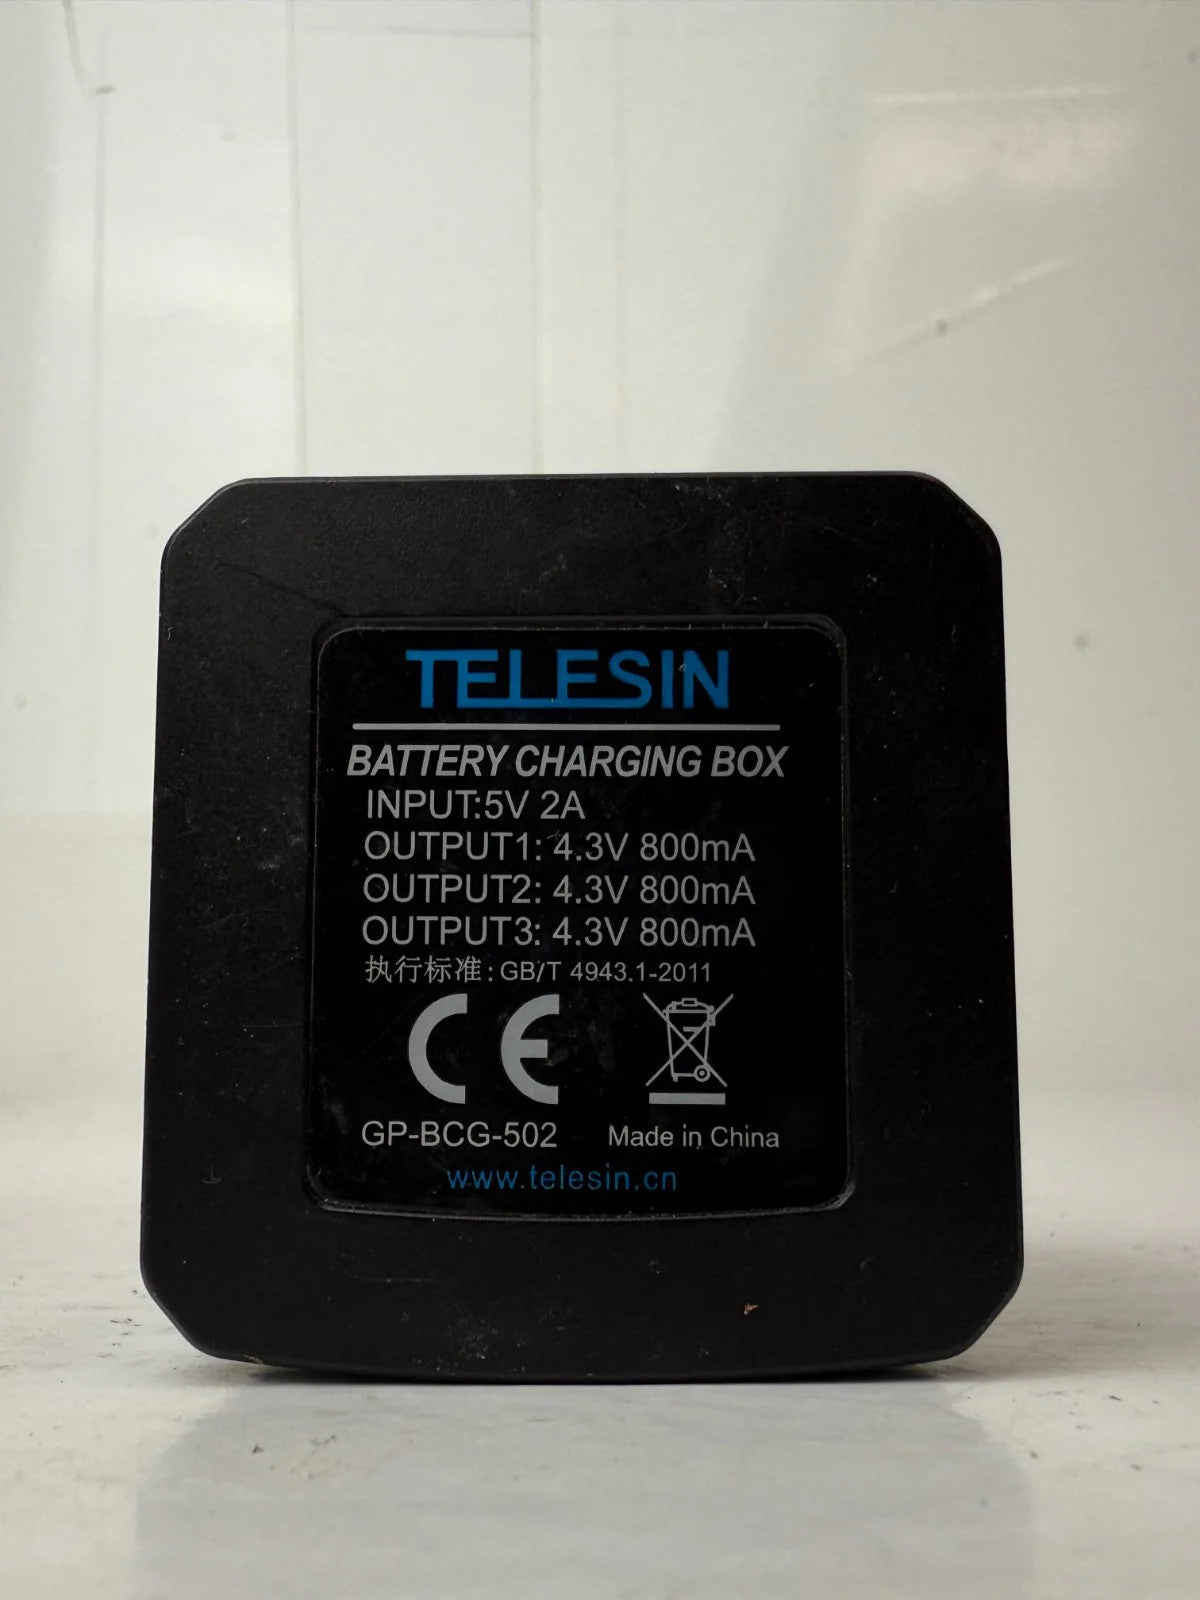 TELESIN
BATTERY CHARGING BOX
INPUT:5V 2A
OUTPUT1: 4.3V 800mA
OUTPUT2: 4.3V 800mA
OUTPUT3: 4.3V 800mA
执行标准: GB/T 4943.1-2011
CE
GP-BCG-502 Made in China
www.telesin.cn